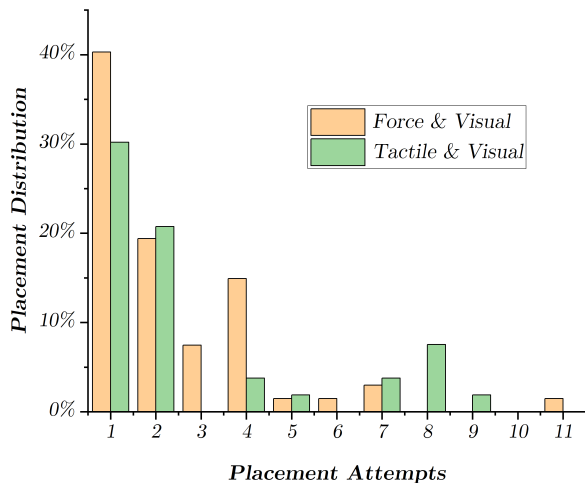 40%
30%
20%
10%
0%
Placement Distribution
Force & Visual
Tactile & Visual
1 2 3 4 5 6 7 8 9 10 11
Placement Attempts